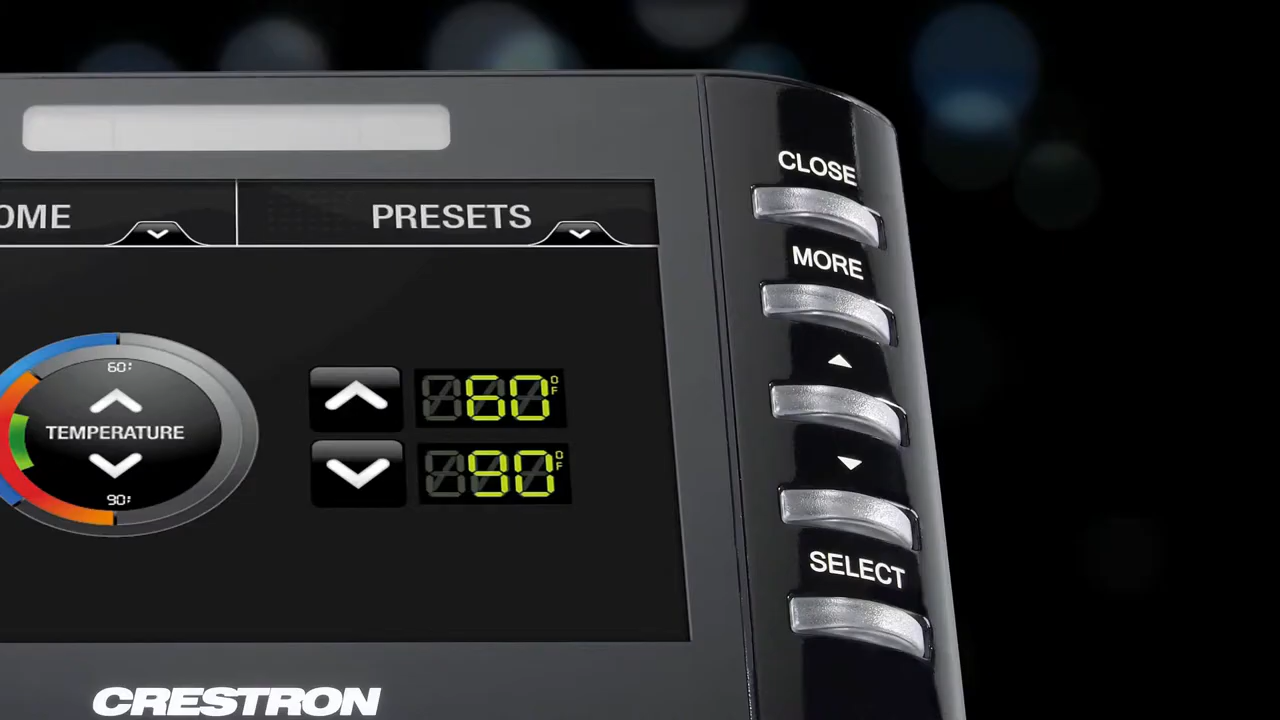 CLOSE
OME
PRESETS
MORE
60°
TEMPERATURE
90°
60°F
90°F
SELECT
CRESTRON